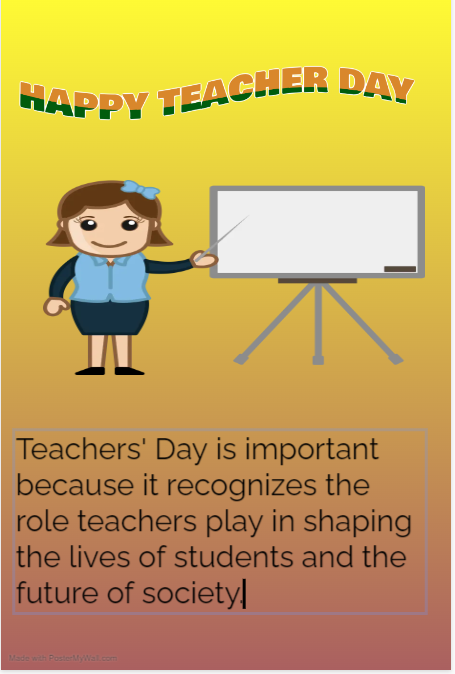 HAPPY TEACHER DAY
Teachers' Day is important
because it recognizes the
role teachers play in shaping
the lives of students and the
future of society.
Made with PosterMyWall.com